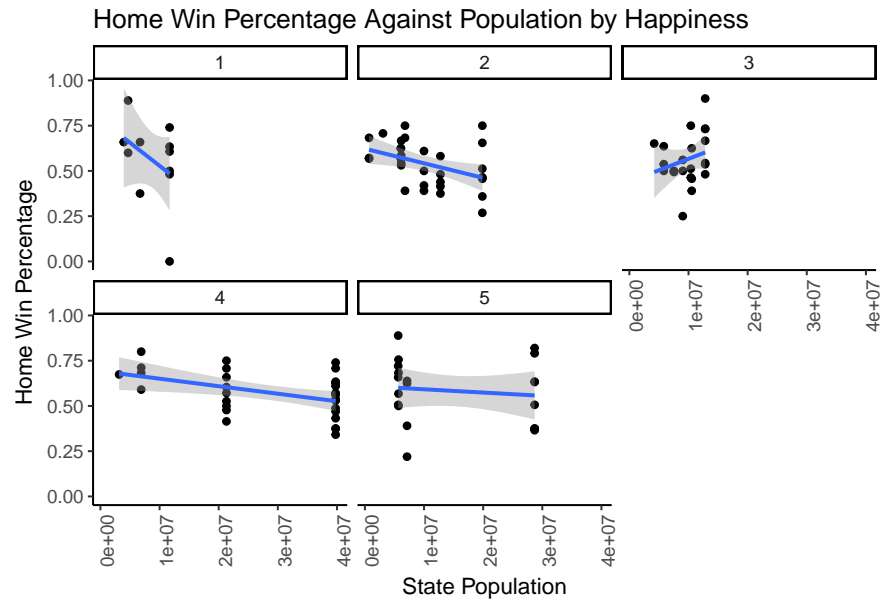 Home Win Percentage Against Population by Happiness
1 2 3
1.00
0.75
0.50
0.25
0.00
4 5
0e+00 1e+07 2e+07 3e+07 4e+07
1.00
0.75
0.50
0.25
0.00
0e+00 1e+07 2e+07 3e+07 4e+07 0e+00 1e+07 2e+07 3e+07 4e+07
Home Win Percentage
State Population